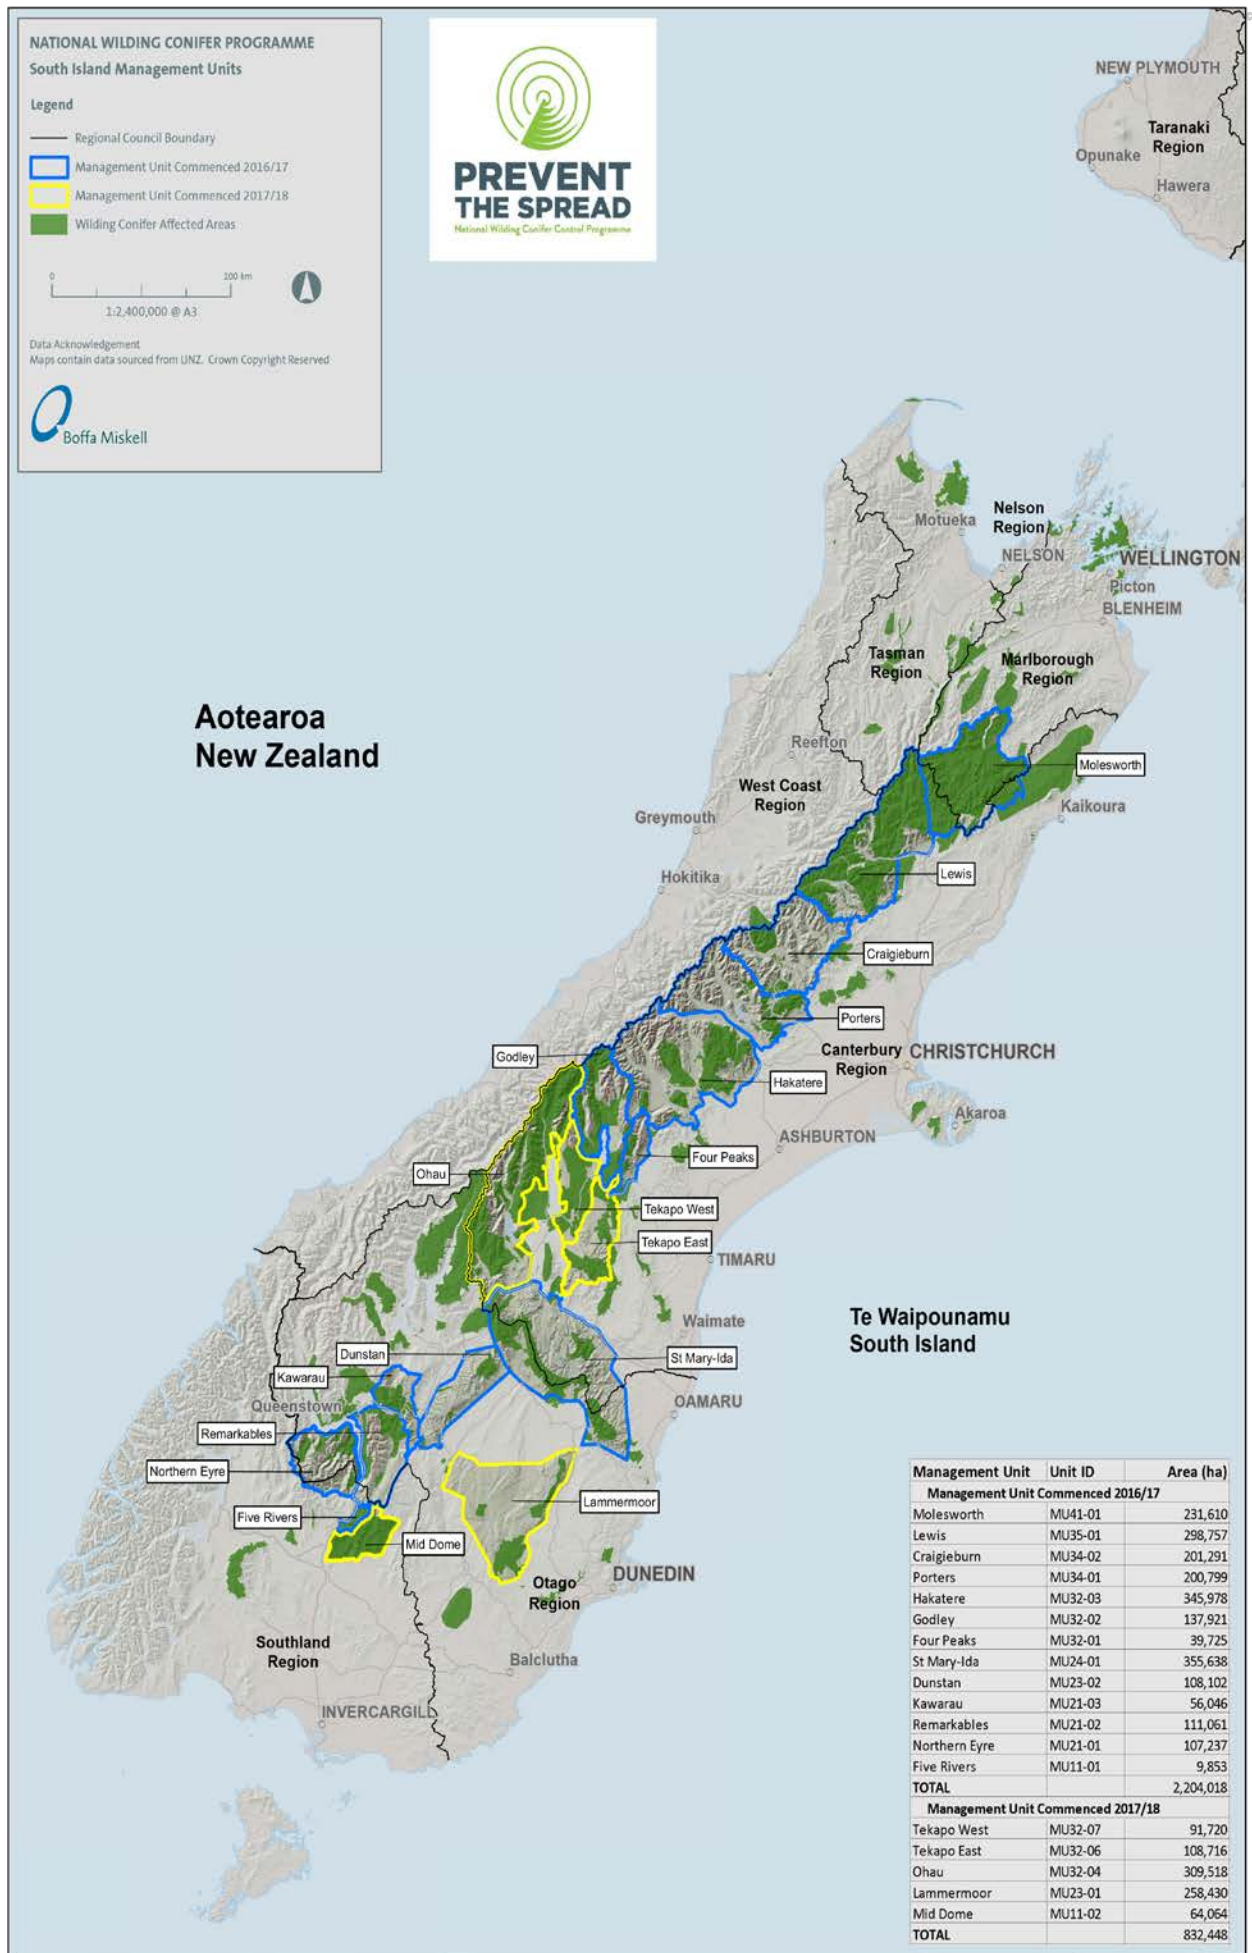 NATIONAL WILDING CONIFER PROGRAMME
South Island Management Units
Legend
Regional Council Boundary
Management Unit Commenced 2016/17
Management Unit Commenced 2017/18
Wilding Conifer Affected Areas
0 100 km
1:2,400,000 @ A3
Data Acknowledgement
Maps contain data sourced from LINZ. Crown Copyright Reserved
Boffa Miskell
PREVENT
THE SPREAD
National Wilding Conifer Control Programme
NEW PLYMOUTH
Taranaki
Region
Opunake
Hawera
Motueka
Nelson
Region
NELSON
WELLINGTON
Picton
BLENHEIM
Tasman
Region
Marlborough
Region
Aotearoa
New Zealand
Reefton
Molesworth
West Coast
Region
Kaikoura
Greymouth
Hokitika
Lewis
Craigieburn
Porters
Godley
Canterbury
Region
CHRISTCHURCH
Hakatere
Akaroa
ASHBURTON
Four Peaks
Ohau
Tekapo West
Tekapo East
TIMARU
Te Waipounamu
South Island
Waimate
Dunstan
St Mary-Ida
Kawarau
Queenstown
OAMARU
Remarkables
Northern Eyre
Lammermoor
Five Rivers
Mid Dome
DUNEDIN
Otago
Region
Southland
Region
Balclutha
INVERCARGILL
Management Unit Unit ID Area (ha)
Management Unit Commenced 2016/17
Molesworth MU41-01 231,610
Lewis MU35-01 298,757
Craigieburn MU34-02 201,291
Porters MU34-01 200,799
Hakatere MU32-03 345,978
Godley MU32-02 137,921
Four Peaks MU32-01 39,725
St Mary-Ida MU24-01 355,638
Dunstan MU23-02 108,102
Kawarau MU21-03 56,046
Remarkables MU21-02 111,061
Northern Eyre MU21-01 107,237
Five Rivers MU11-01 9,853
TOTAL 2,204,018
Management Unit Commenced 2017/18
Tekapo West MU32-07 91,720
Tekapo East MU32-06 108,716
Ohau MU32-04 309,518
Lammermoor MU23-01 258,430
Mid Dome MU11-02 64,064
TOTAL 832,448